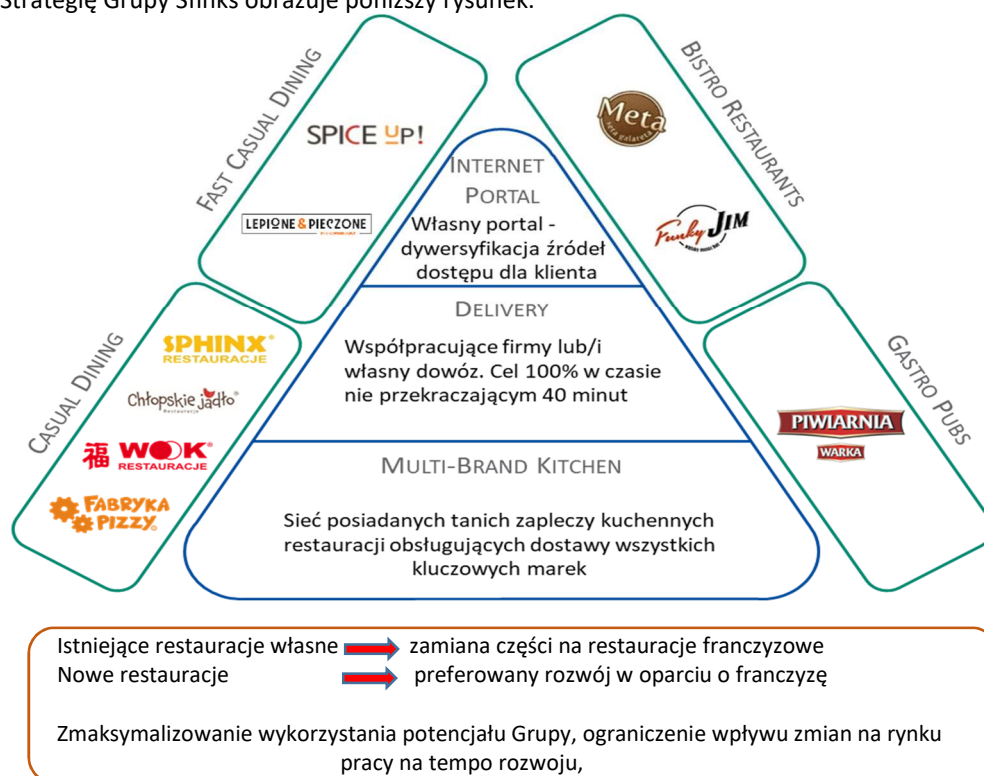 Strategię Grupy Sfinks obrazuje poniższy rysunek:
FAST CASUAL DINING
SPICE UP!
LEPIONE & PIECZONE
BISTRO RESTAURANTS
Meta
seta galareta
Funky JIM
INTERNET
PORTAL
Własny portal -
dywersyfikacja źródeł
dostępu dla klienta
DELIVERY
Współpracujące firmy lub/i
własny dowóz. Cel 100% w czasie
nie przekraczającym 40 minut
CASUAL DINING
SPHINX®
RESTAURACJE
Chłopskie jadło®
Restauracje
福 WOK®
RESTAURACJE
FABRYKA
PIZZY
GASTRO PUBS
PIWIARNIA
WARKA
MULTI-BRAND KITCHEN
Sieć posiadanych tanich zapleczy kuchennych
restauracji obsługujących dostawy wszystkich
kluczowych marek
Istniejące restauracje własne zamiana części na restauracje franczyzowe
Nowe restauracje preferowany rozwój w oparciu o franczyzę
Zmaksymalizowanie wykorzystania potencjału Grupy, ograniczenie wpływu zmian na rynku
pracy na tempo rozwoju,